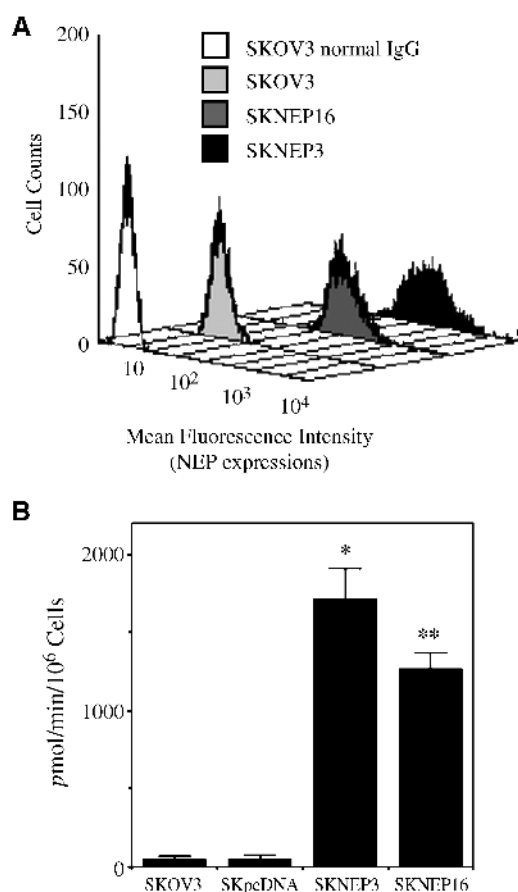 A
200
150
100
50
0
Cell Counts
SKOV3 normal IgG
SKOV3
SKNEP16
SKNEP3
10
10²
10³
10⁴
Mean Fluorescence Intensity
(NEP expressions)
B
2000
1000
0
pmol/min/10⁶ Cells
*
**
SKOV3 SKpcDNA SKNEP3 SKNEP16